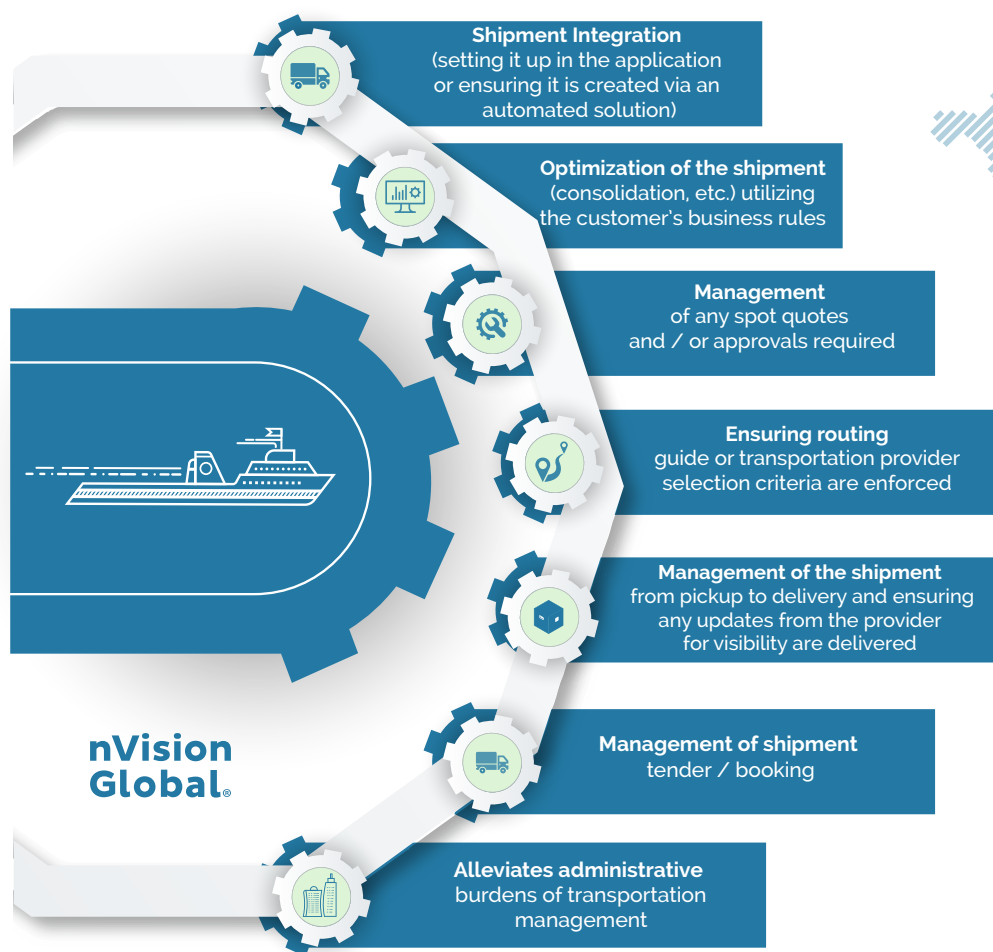 Shipment Integration
(setting it up in the application
or ensuring it is created via an
automated solution)
Optimization of the shipment
(consolidation, etc.) utilizing
the customer's business rules
Management
of any spot quotes
and / or approvals required
Ensuring routing
guide or transportation provider
selection criteria are enforced
Management of the shipment
from pickup to delivery and ensuring
any updates from the provider
for visibility are delivered
Management of shipment
tender / booking
Alleviates administrative
burdens of transportation
management
nVision
Global®